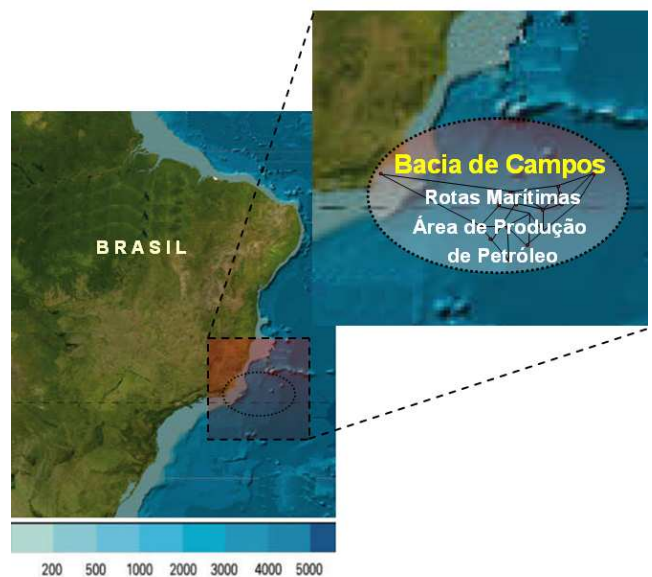 Bacia de Campos
Rotas Marítimas
Área de Produção
de Petróleo
BRASIL
200 500 1000 2000 3000 4000 5000